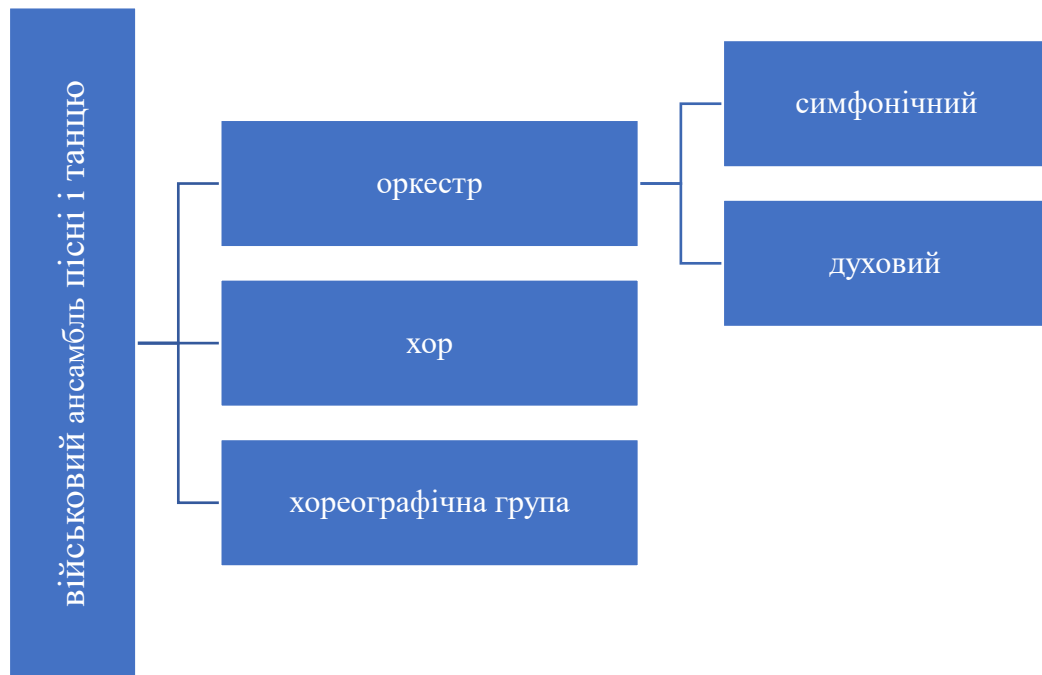 військовий ансамбль пісні і танцю
оркестр
симфонічний
духовий
хор
хореографічна група